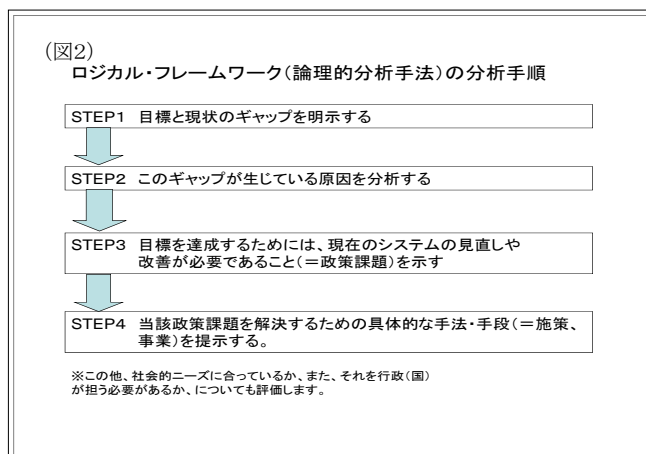 （図2）
ロジカル・フレームワーク（論理的分析手法）の分析手順
STEP1 目標と現状のギャップを明示する
STEP2 このギャップが生じている原因を分析する
STEP3 目標を達成するためには、現在のシステムの見直しや
改善が必要であること（＝政策課題）を示す
STEP4 当該政策課題を解決するための具体的な手法・手段（＝施策、
事業）を提示する。
※この他、社会的ニーズに合っているか、また、それを行政（国）
が担う必要があるか、についても評価します。